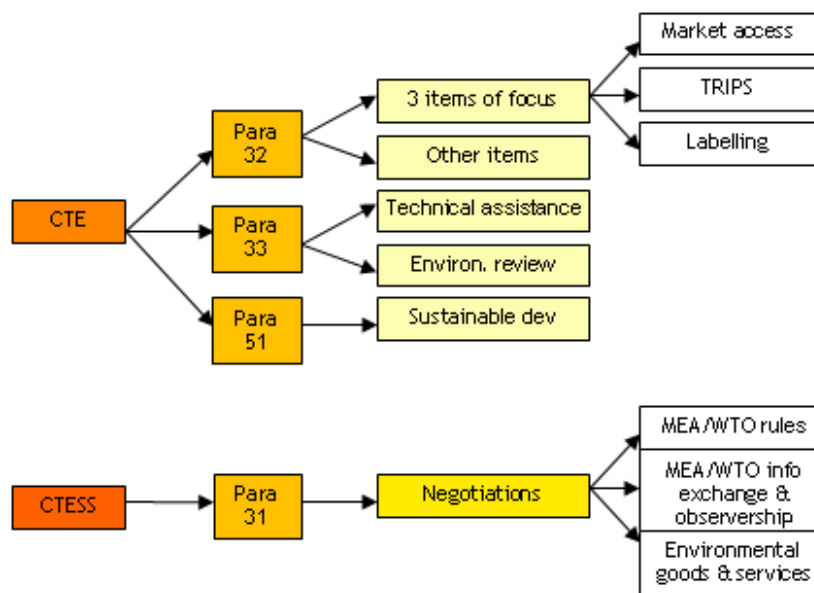 CTE
Para
32
Para
33
Para
51
3 items of focus
Other items
Technical assistance
Environ. review
Sustainable dev
Market access
TRIPS
Labelling
CTESS
Para
31
Negotiations
MEA/WTO rules
MEA/WTO info
exchange &
observership
Environmental
goods & services